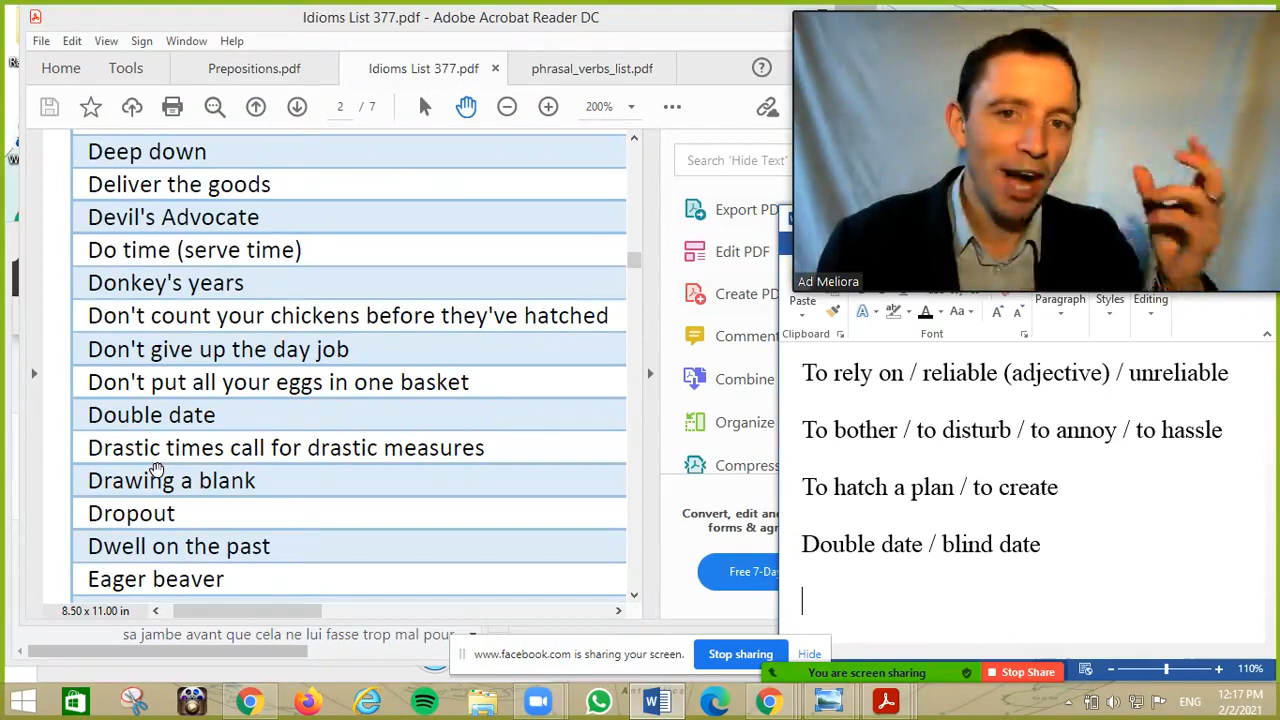 Idioms List 377.pdf - Adobe Acrobat Reader DC
File Edit View Sign Window Help
Home Tools Prepositions.pdf Idioms List 377.pdf × phrasal_verbs_list.pdf
2 / 7 200%
Deep down
Deliver the goods
Devil's Advocate
Do time (serve time)
Donkey's years
Don't count your chickens before they've hatched
Don't give up the day job
Don't put all your eggs in one basket
Double date
Drastic times call for drastic measures
Drawing a blank
Dropout
Dwell on the past
Eager beaver
8.50 x 11.00 in
sa jambe avant que cela ne lui fasse trop mal pour
Search 'Hide Text'
Export PD
Edit PDF
Create PD
Comment
Combine
Organize
Compress
Convert, edit and
forms & agr
Free 7-Day
Ad Meliora
Paste
Clipboard
Font
Paragraph
Styles
Editing
To rely on / reliable (adjective) / unreliable
To bother / to disturb / to annoy / to hassle
To hatch a plan / to create
Double date / blind date
www.facebook.com is sharing your screen. Stop sharing Hide
You are screen sharing Stop Share
110%
ENG
12:17 PM
2/2/2021